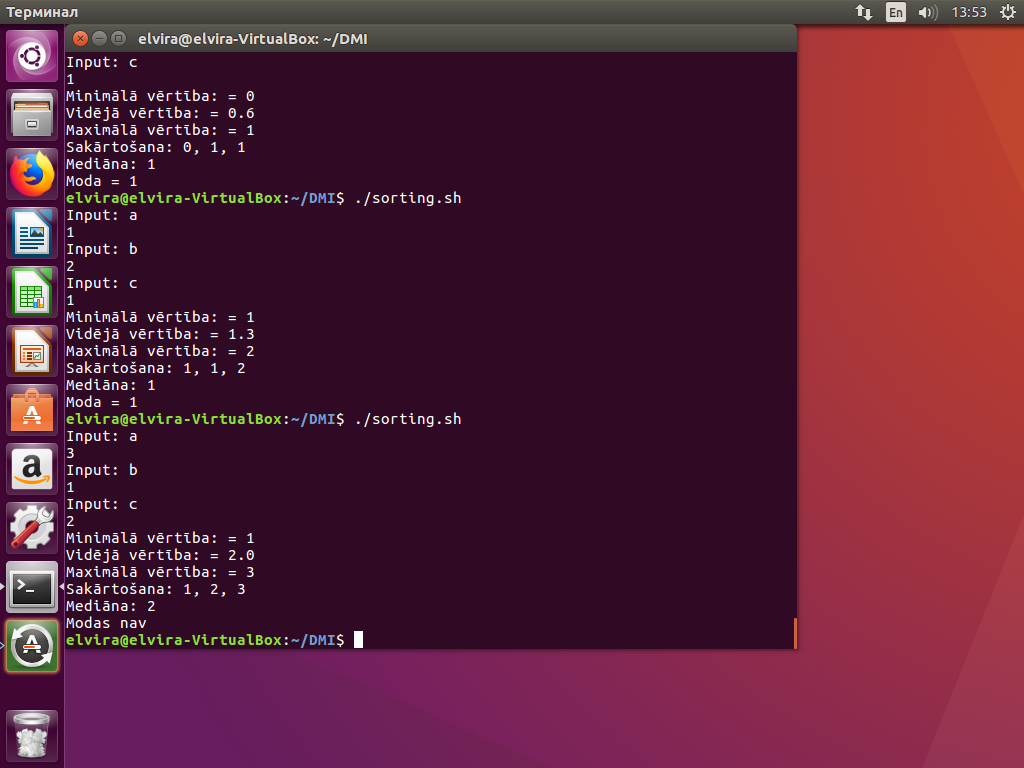 Терминал
En
13:53
elvira@elvira-VirtualBox: ~/DMI
Input: c
1
Minimālā vērtība: = 0
Vidējā vērtība: = 0.6
Maximālā vērtība: = 1
Sakārtošana: 0, 1, 1
Mediāna: 1
Moda = 1
elvira@elvira-VirtualBox:~/DMI$ ./sorting.sh
Input: a
1
Input: b
2
Input: c
1
Minimālā vērtība: = 1
Vidējā vērtība: = 1.3
Maximālā vērtība: = 2
Sakārtošana: 1, 1, 2
Mediāna: 1
Moda = 1
elvira@elvira-VirtualBox:~/DMI$ ./sorting.sh
Input: a
3
Input: b
1
Input: c
2
Minimālā vērtība: = 1
Vidējā vērtība: = 2.0
Maximālā vērtība: = 3
Sakārtošana: 1, 2, 3
Mediāna: 2
Modas nav
elvira@elvira-VirtualBox:~/DMI$